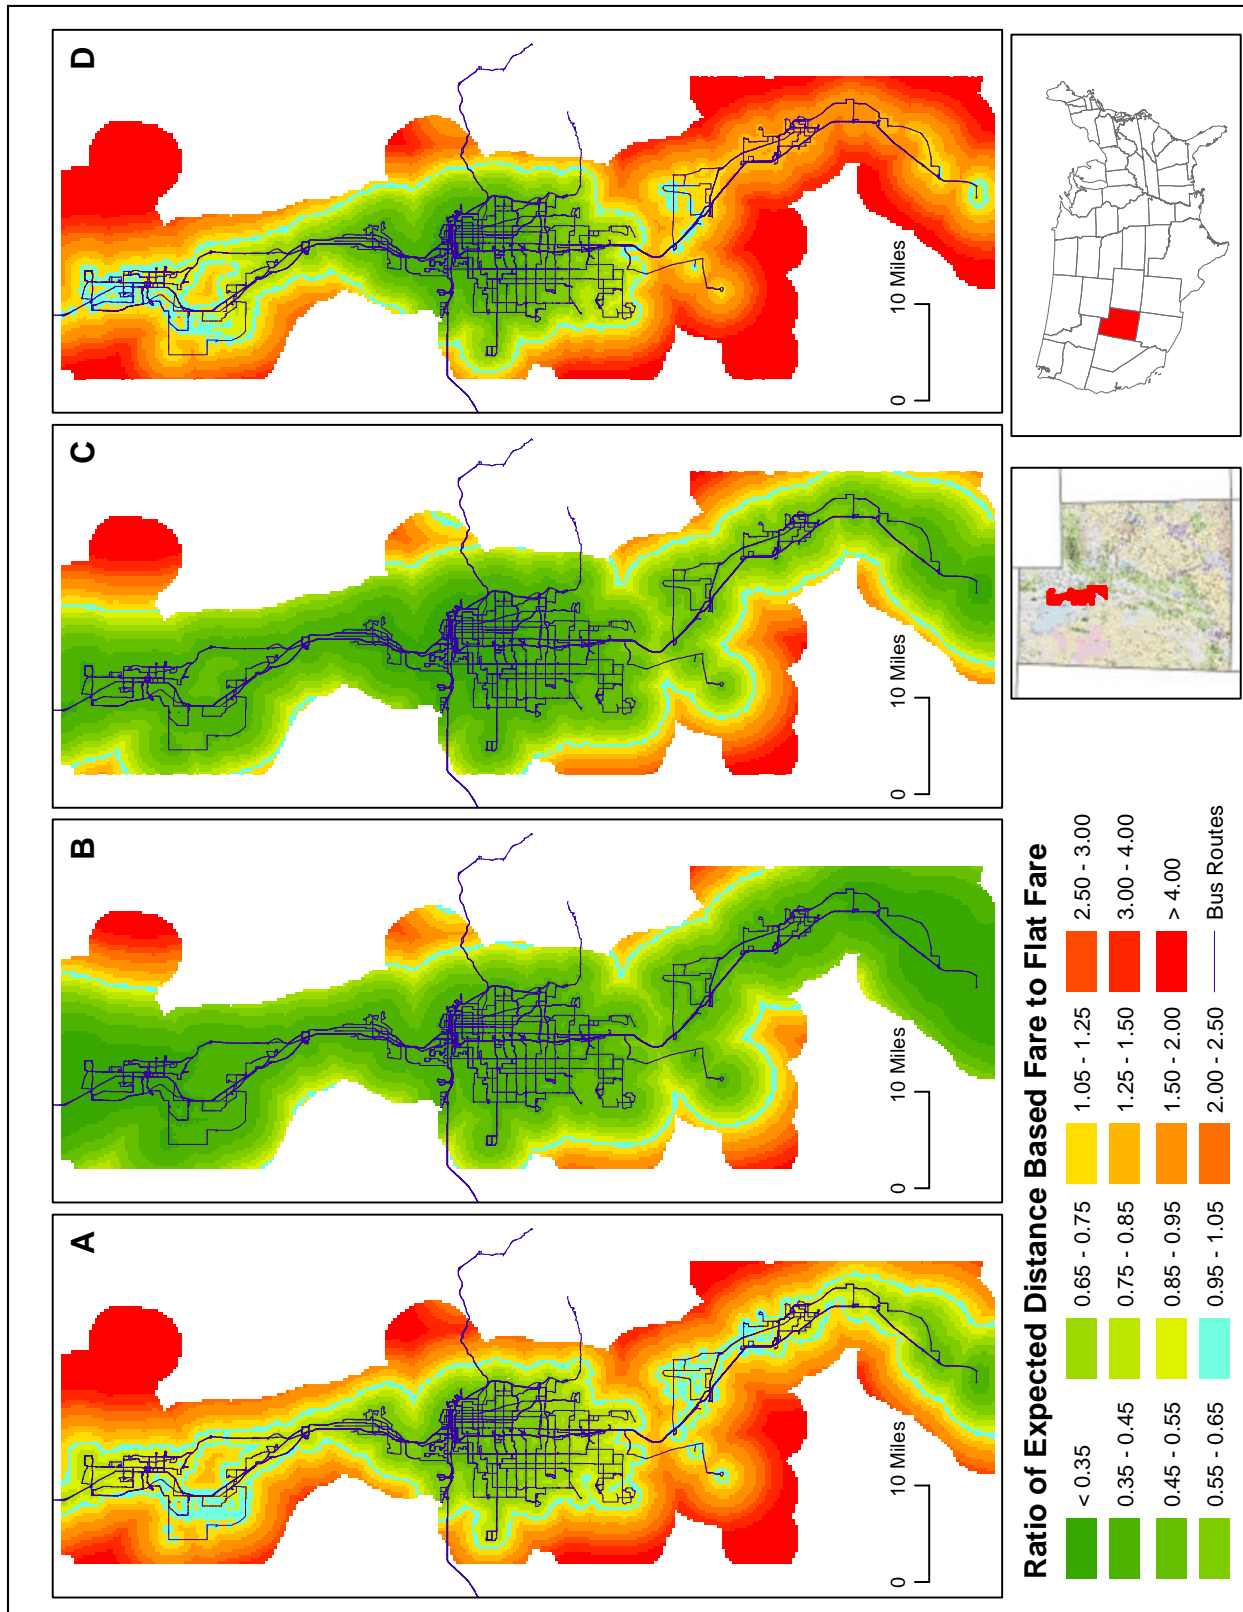 A
B
C
D
0
10 Miles
0
10 Miles
0
10 Miles
0
10 Miles
Ratio of Expected Distance Based Fare to Flat Fare
< 0.35
0.65 - 0.75
1.05 - 1.25
2.50 - 3.00
0.35 - 0.45
0.75 - 0.85
1.25 - 1.50
3.00 - 4.00
0.45 - 0.55
0.85 - 0.95
1.50 - 2.00
> 4.00
0.55 - 0.65
0.95 - 1.05
2.00 - 2.50
Bus Routes